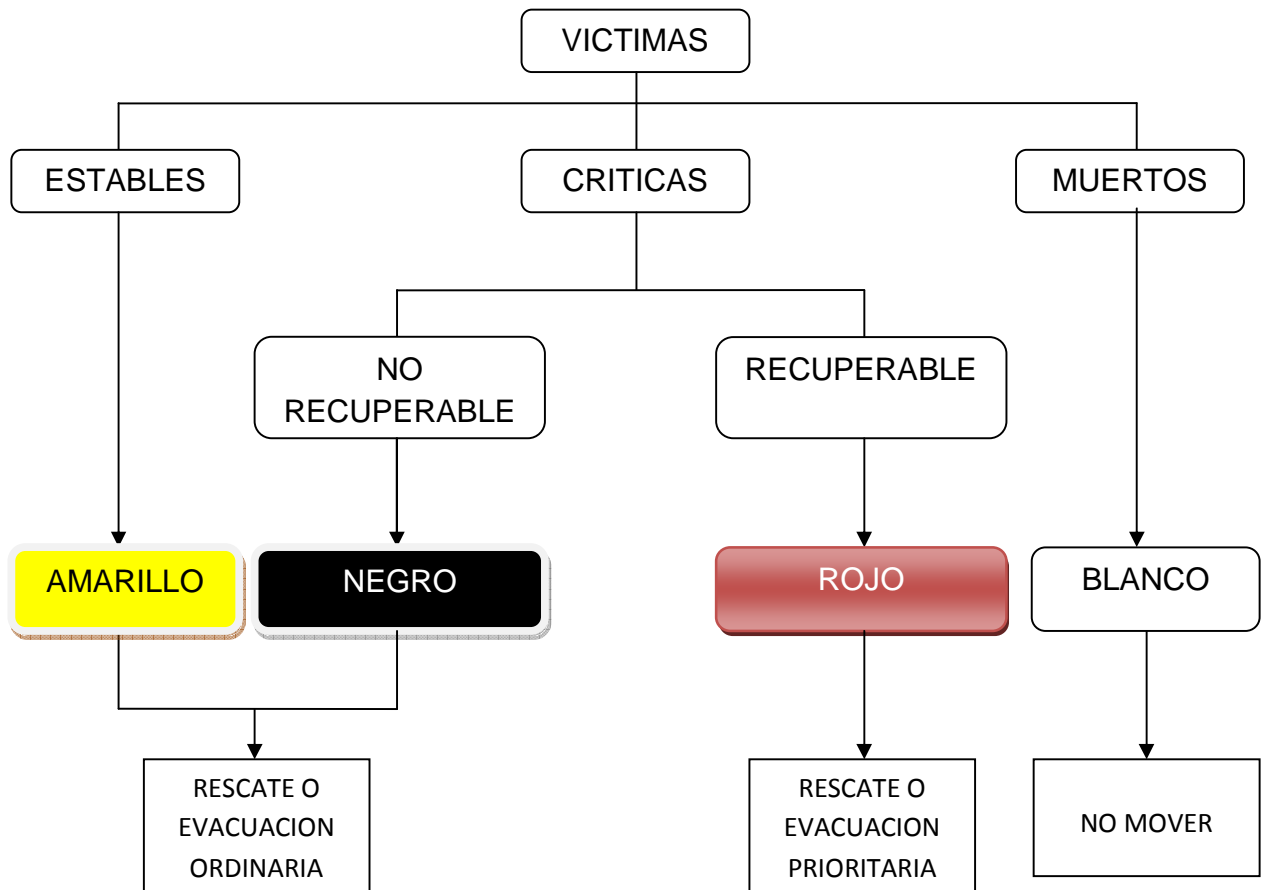 VICTIMAS
ESTABLES
CRITICAS
MUERTOS
NO
RECUPERABLE
RECUPERABLE
AMARILLO
NEGRO
ROJO
BLANCO
RESCATE O
EVACUACION
ORDINARIA
RESCATE O
EVACUACION
PRIORITARIA
NO MOVER